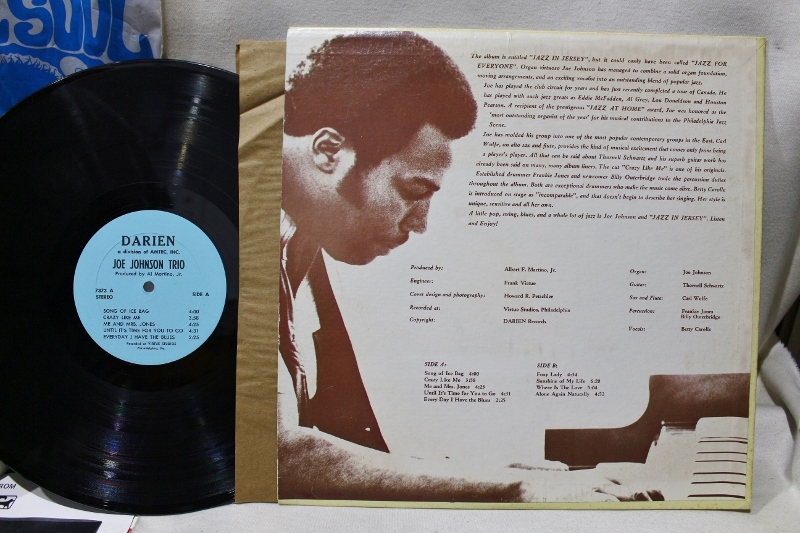 SOUL
DARIEN
a division of AMTEC, INC.
JOE JOHNSON TRIO
Produced by Al Martino, Jr.
7372 A
STEREO
SIDE A
SONG OF ICE BAG 4:00
CRAZY LIKE ME 3:58
ME AND MRS. JONES 4:25
UNTIL IT'S TIME FOR YOU TO GO 4:31
EVERYDAY I HAVE THE BLUES 2:25
Recorded at VIRTUE STUDIOS
Philadelphia, Pa.
The album is entitled "JAZZ IN JERSEY", but it could easily have been called "JAZZ FOR
EVERYONE". Organ virtuoso Joe Johnson has managed to combine a solid organ foundation,
moving arrangements, and an exciting vocalist into an outstanding blend of popular jazz.
Joe has played the club circuit for years and has just recently completed a tour of Canada. He
has played with such jazz greats as Eddie McFadden, Al Grey, Lou Donaldson and Houston
Pearson. A recipient of the prestigeous "JAZZ AT HOME" award, Joe was honored as the
'most outstanding organist of the year' for his musical contributions to the Philadelphia Jazz
Scene.
Joe has molded his group into one of the most popular contemporary groups in the East. Carl
Wolfe, on alto sax and flute, provides the kind of musical excitement that comes only from being
a player's player. All that can be said about Thornell Schwartz and his superb guitar work has
already been said on many, many album liners. The cut "Crazy Like Me" is one of his originals.
Established drummer Frankie Jones and newcomer Billy Outerbridge trade the percussion duties
throughout the album. Both are exceptional drummers who make the music come alive. Betty Carolle
is introduced on stage as "incomparable", and that doesn't begin to describe her singing. Her style is
unique, sensitive and all her own.
A little pop, swing, blues, and a whole lot of jazz is Joe Johnson and "JAZZ IN JERSEY". Listen
and Enjoy!
Produced by: Albert F. Martino, Jr.
Engineer: Frank Virtue
Cover design and photography: Howard R.
Recorded at: Virtue Studios, Philadelphia
Copyright: DARIEN Records
Organ: Joe Johnson
Guitar: Thornell Schwartz
Sax and Flute: Carl Wolfe
Percussion: Frankie Jones
Billy Outerbridge
Vocals: Betty Carolle
SIDE A:
Song of Ice Bag 4:00
Crazy Like Me 3:58
Me and Mrs. Jones 4:25
Until It's Time for You to Go 4:31
Every Day I Have the Blues 2:25
SIDE B:
Foxy Lady 4:34
Sunshine of My Life 5:20
Where Is The Love 5:04
Alone Again Naturally 4:52
ROM